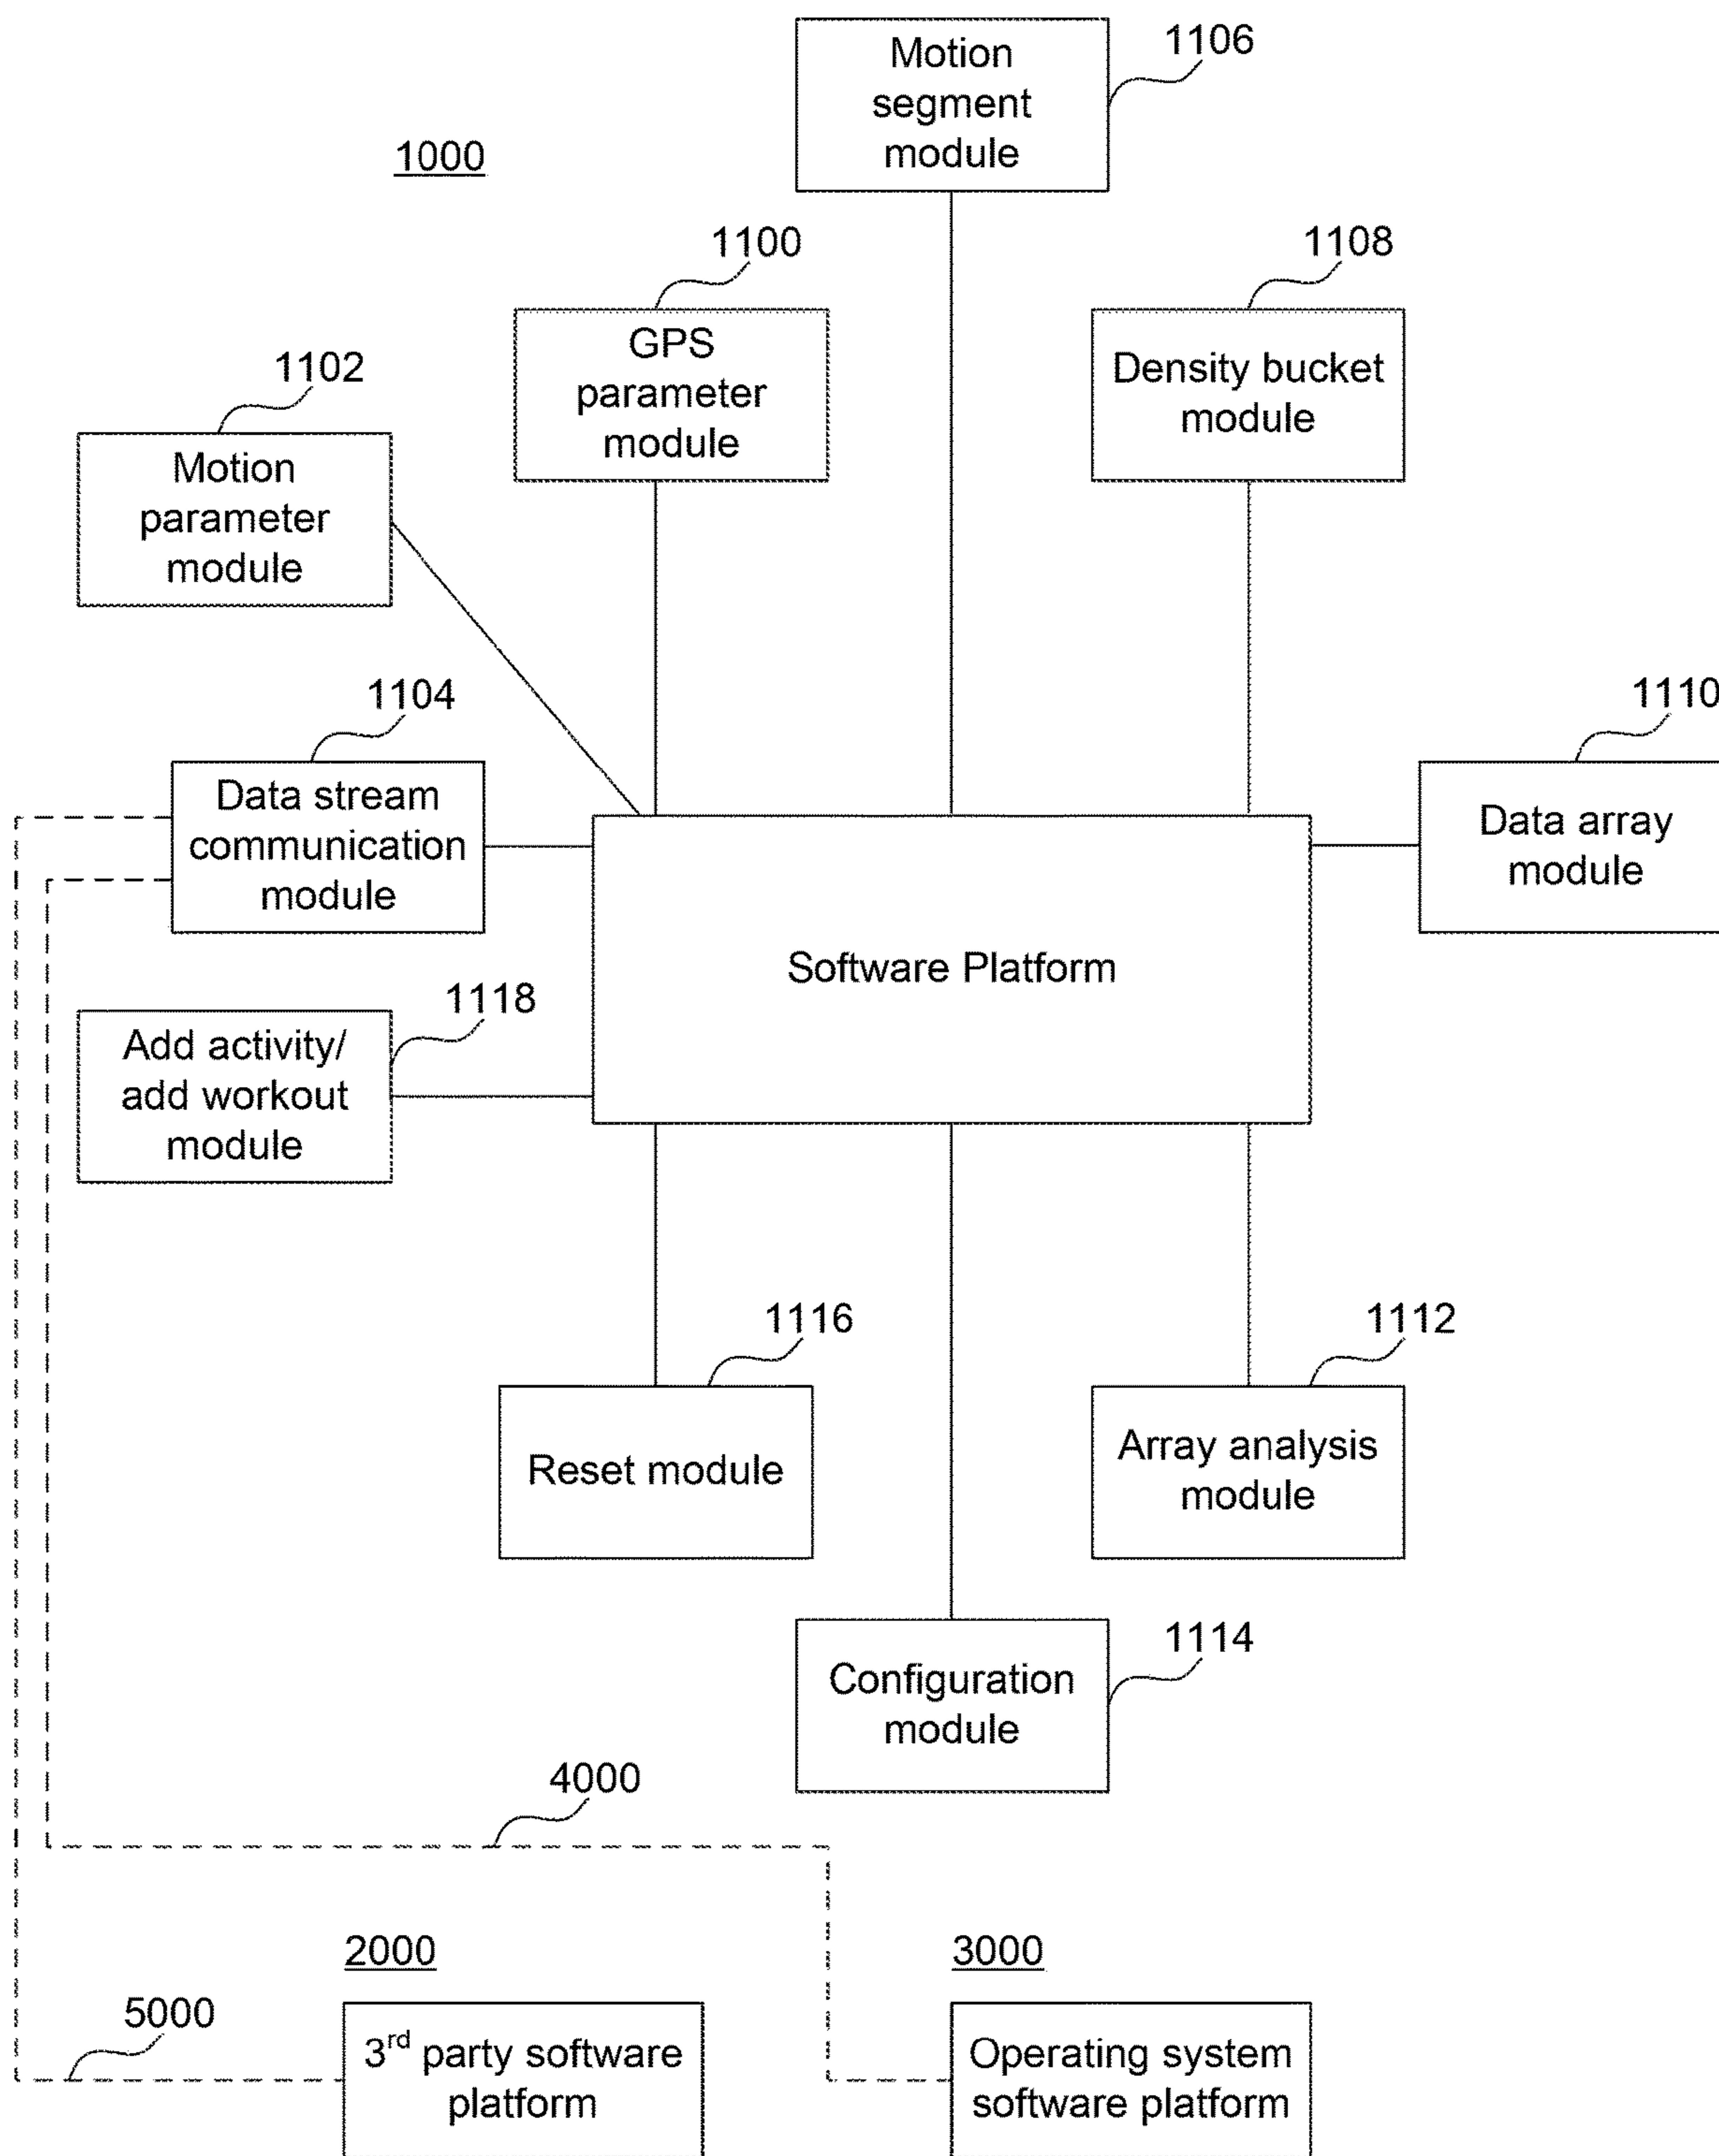 Motion
segment
module
1106
1000
1100
1108
GPS
parameter
module
Density bucket
module
1102
Motion
parameter
module
1104
1110
Data stream
communication
module
Data array
module
Software Platform
1118
Add activity/
add workout
module
1116
1112
Reset module
Array analysis
module
1114
Configuration
module
4000
2000
3000
5000
3rd party software
platform
Operating system
software platform